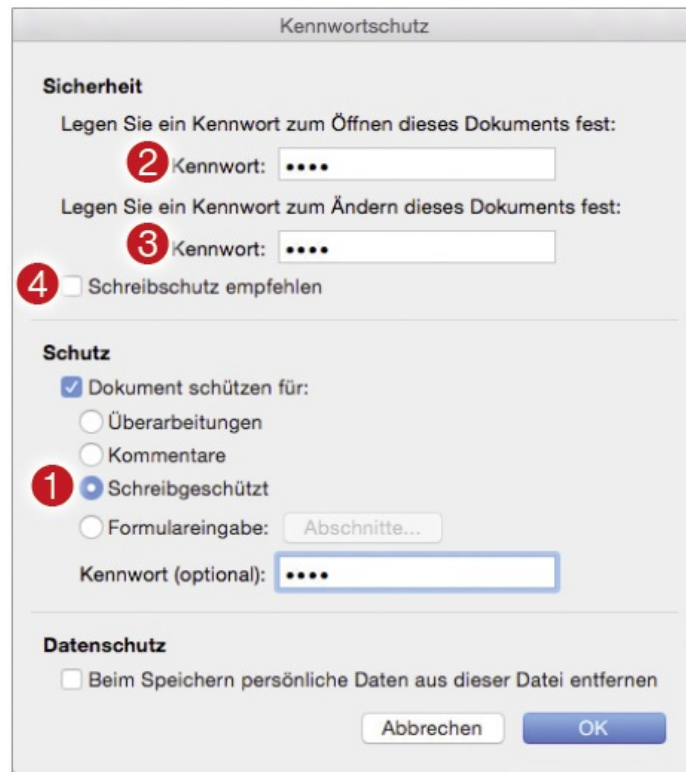 Kennwortschutz
Sicherheit
Legen Sie ein Kennwort zum Öffnen dieses Dokuments fest:
2 Kennwort: ••••
Legen Sie ein Kennwort zum Ändern dieses Dokuments fest:
3 Kennwort: ••••
4 Schreibschutz empfehlen
Schutz
Dokument schützen für:
Überarbeitungen
Kommentare
1 Schreibgeschützt
Formulareingabe: Abschnitte...
Kennwort (optional): ••••
Datenschutz
Beim Speichern persönliche Daten aus dieser Datei entfernen
Abbrechen OK